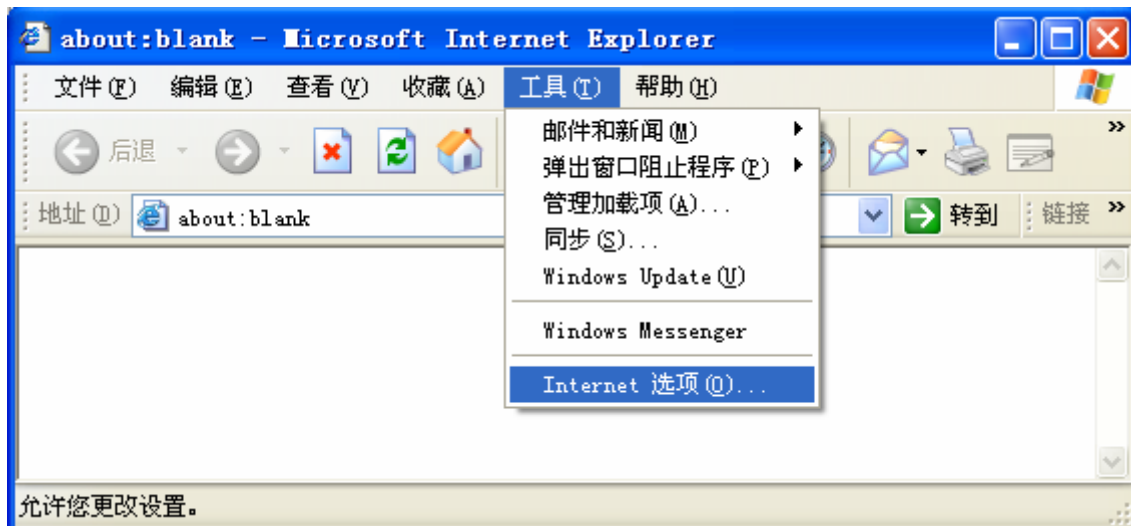 about:blank - Microsoft Internet Explorer
文件(F) 编辑(E) 查看(V) 收藏(A) 工具(T) 帮助(H)
后退
地址(D) about:blank 转到 链接
邮件和新闻(M)
弹出窗口阻止程序(P)
管理加载项(A)...
同步(S)...
Windows Update(U)
Windows Messenger
Internet 选项(O)...
允许您更改设置。